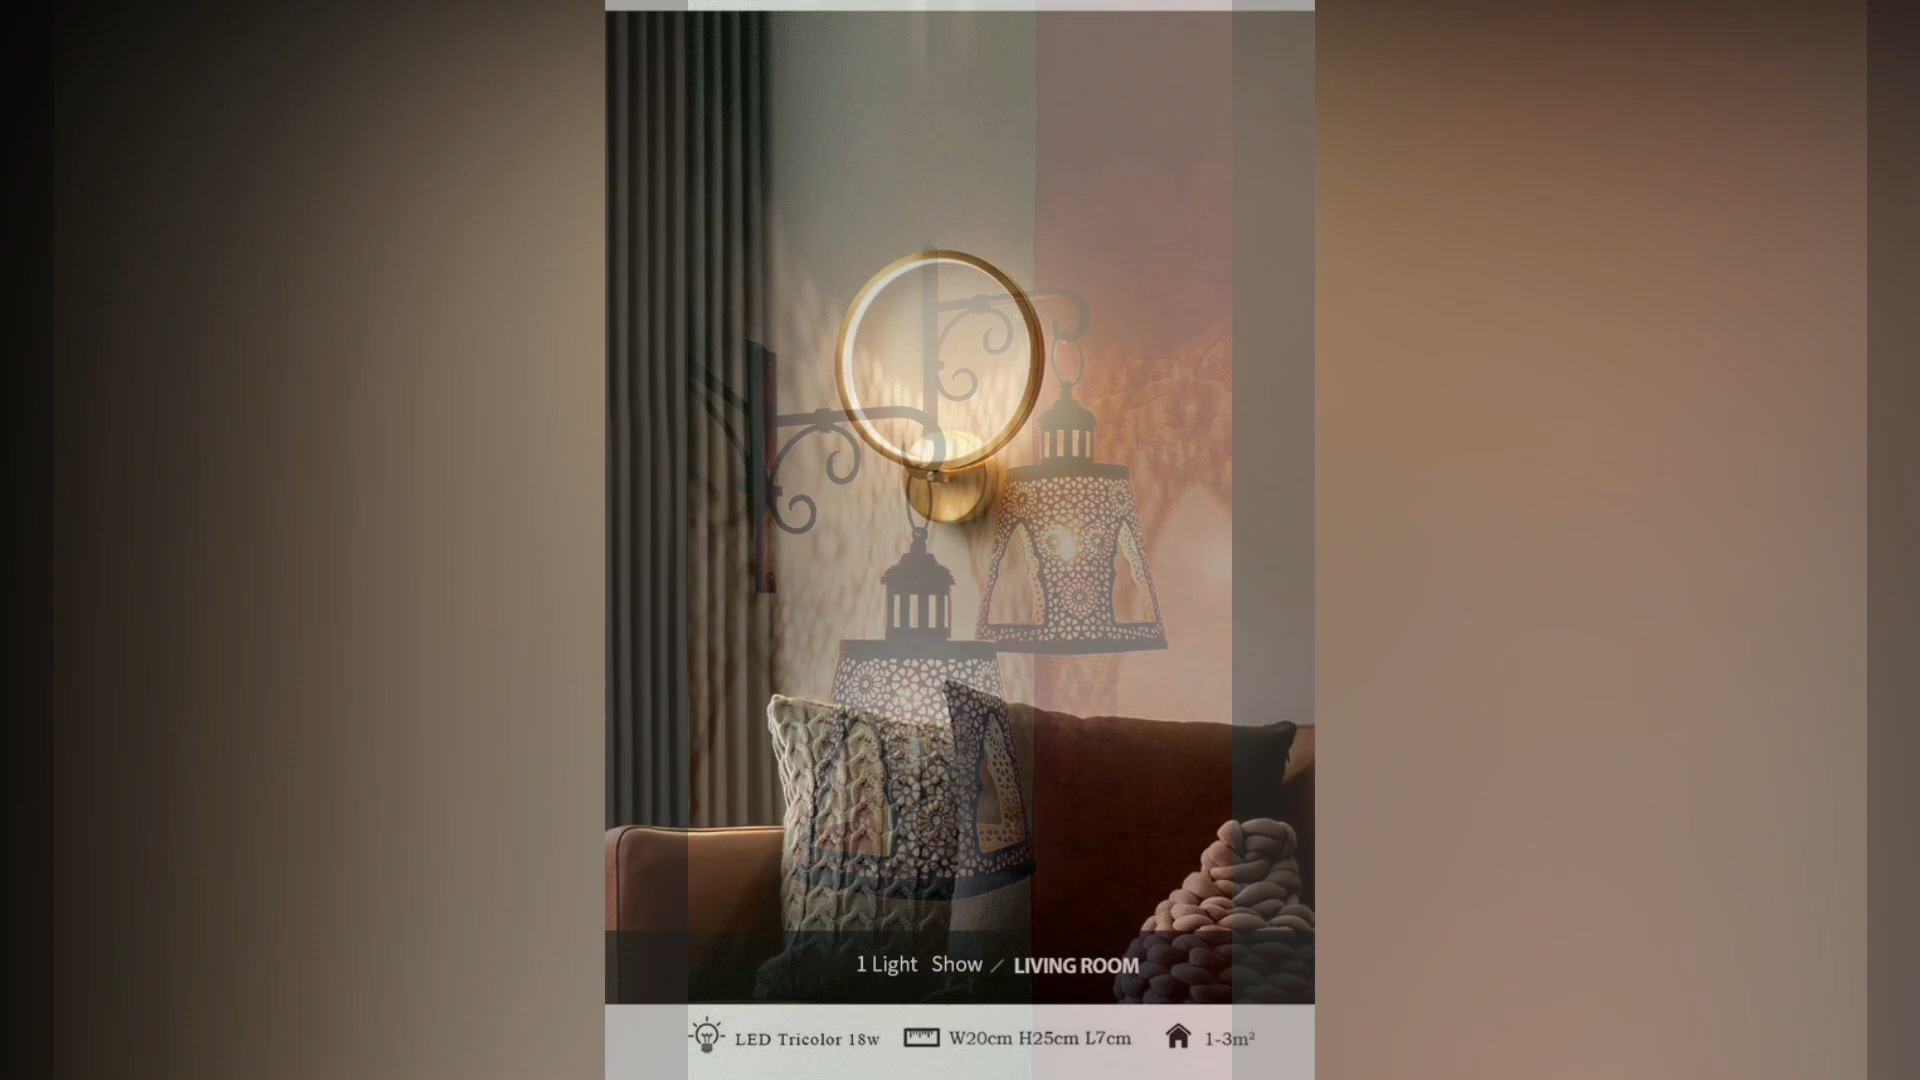 1 Light Show / LIVING ROOM
LED Tricolor 18w W20cm H25cm L7cm 1-3m²